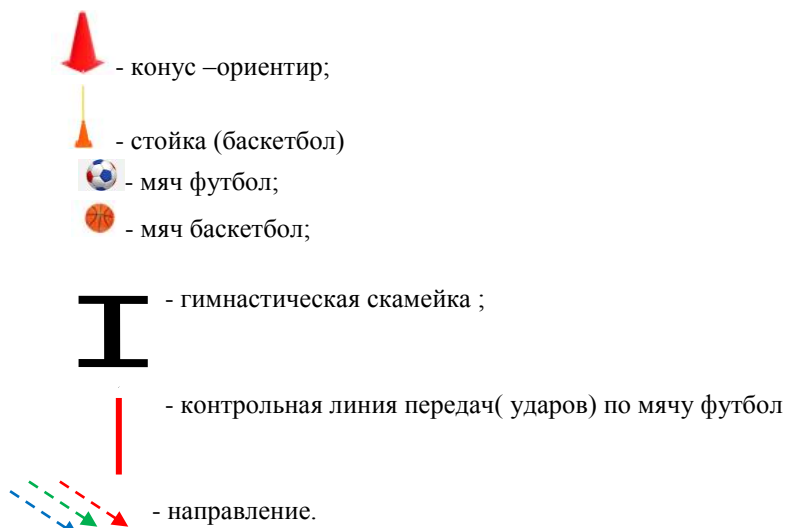 - конус –ориентир;
- стойка (баскетбол)
- мяч футбол;
- мяч баскетбол;
- гимнастическая скамейка ;
- контрольная линия передач( ударов) по мячу футбол
- направление.